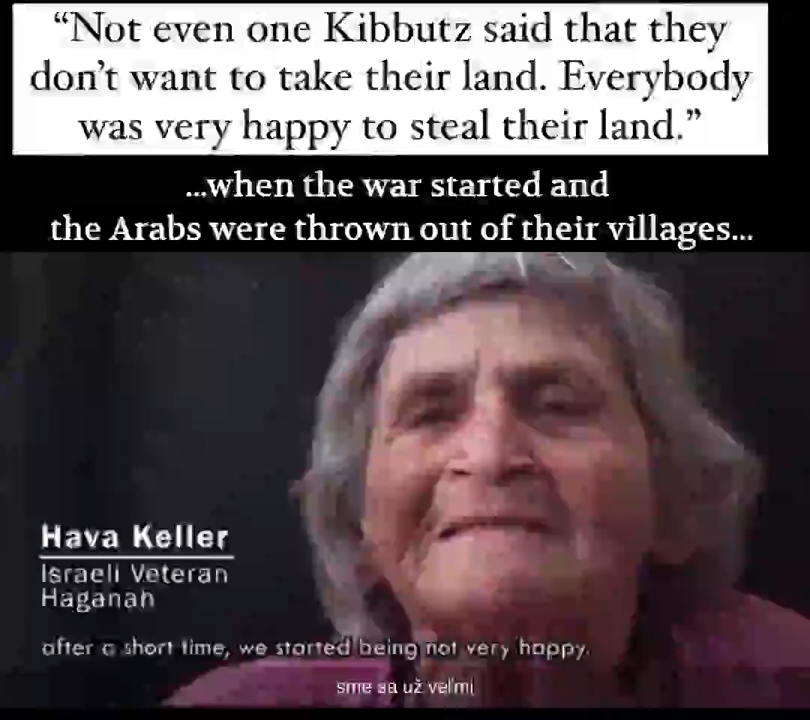 “Not even one Kibbutz said that they
don’t want to take their land. Everybody
was very happy to steal their land.”
...when the war started and
the Arabs were thrown out of their villages...
Hava Keller
Israeli Veteran
Haganah
after a short time, we started being not very happy.
sme sa už veľmi